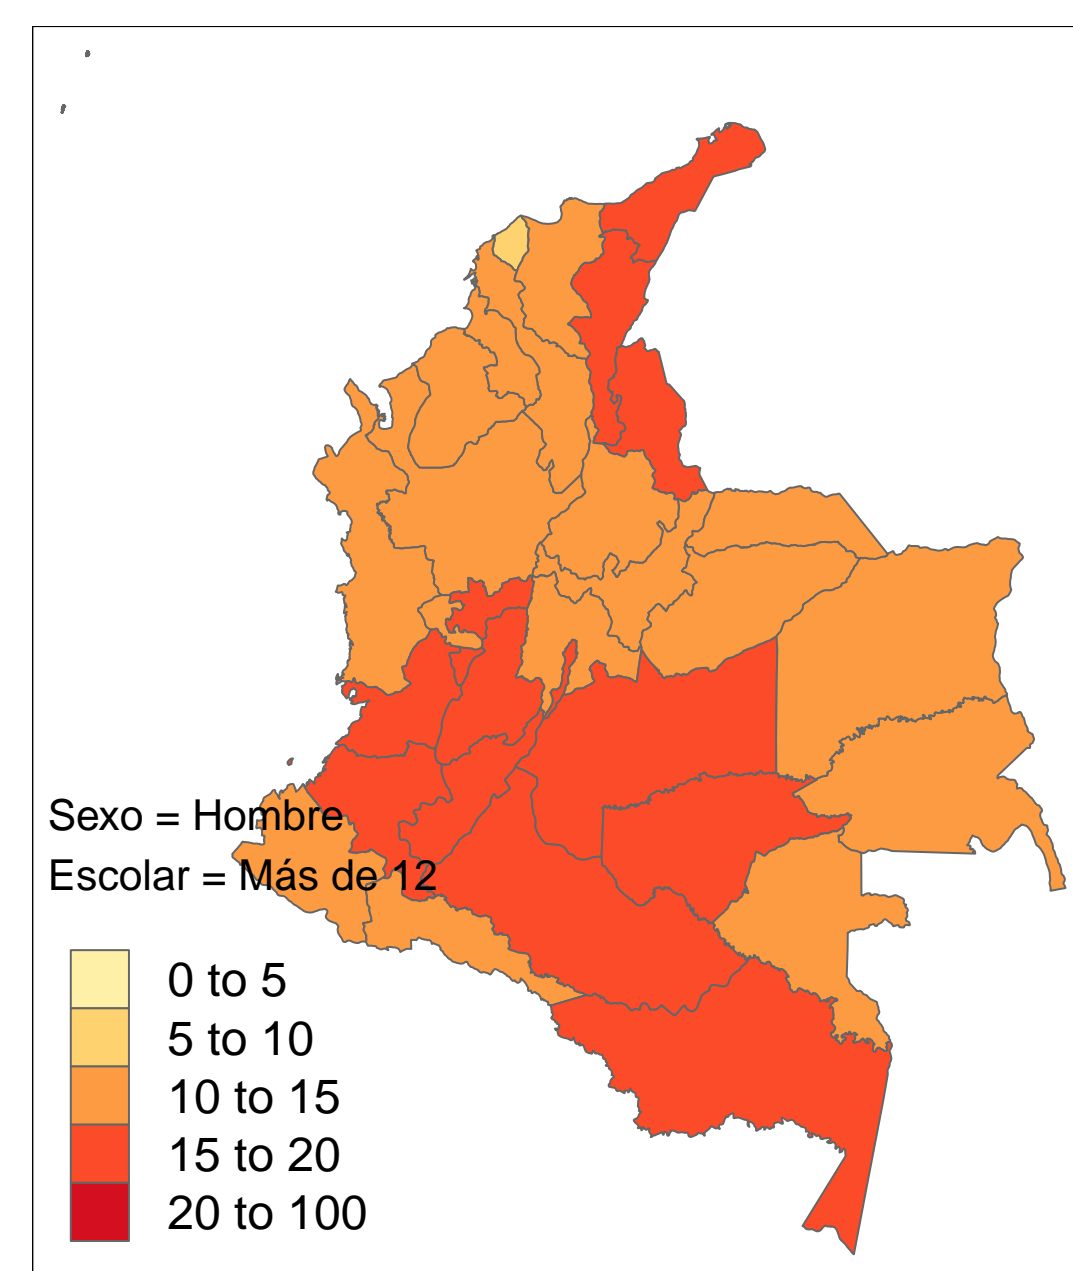 Sexo = Hombre
Escolar = Más de 12
0 to 5
5 to 10
10 to 15
15 to 20
20 to 100